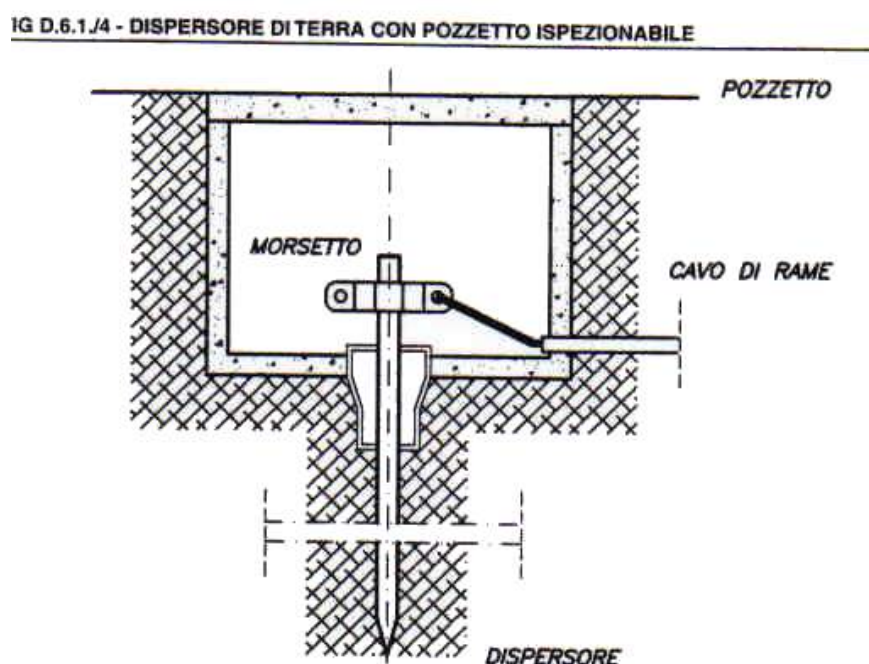 IG D.6.1./4 - DISPERSORE DI TERRA CON POZZETTO ISPEZIONABILE
POZZETTO
MORSETTO
CAVO DI RAME
DISPERSORE